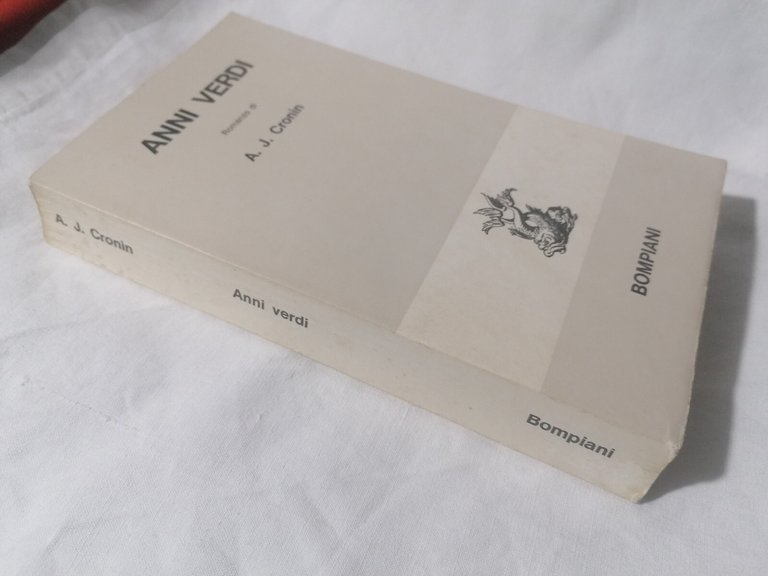 ANNI VERDI
Romanzo di
A. J. Cronin
BOMPIANI
A. J. Cronin
Anni verdi
Bompiani